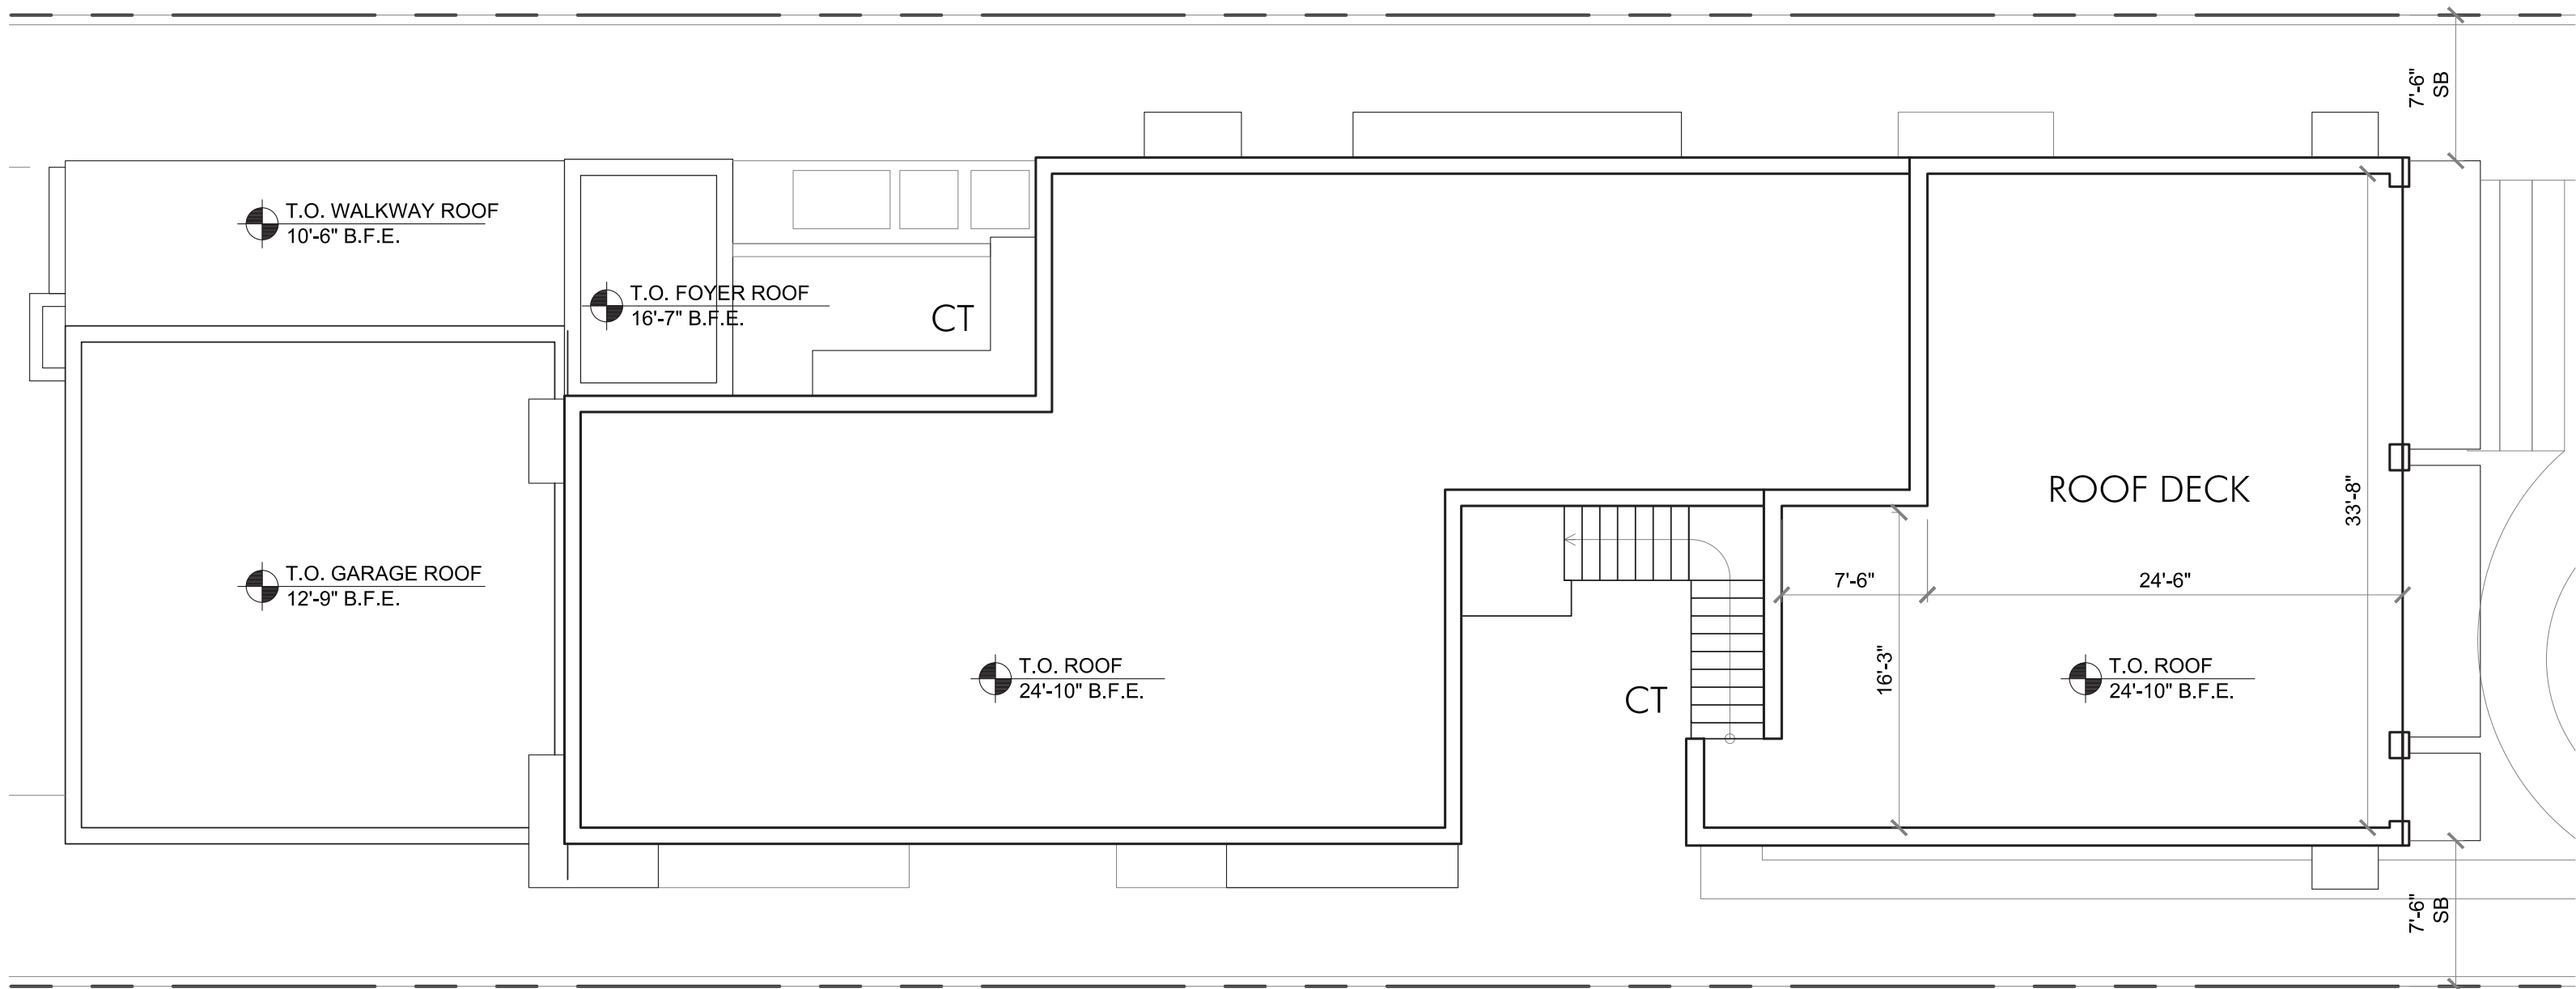 7'-6"
SB
T.O. WALKWAY ROOF
10'-6" B.F.E.
T.O. FOYER ROOF
16'-7" B.F.E.
CT
ROOF DECK
33'-8"
T.O. GARAGE ROOF
12'-9" B.F.E.
7'-6"
24'-6"
T.O. ROOF
24'-10" B.F.E.
CT
16'-3"
T.O. ROOF
24'-10" B.F.E.
7'-6"
SB